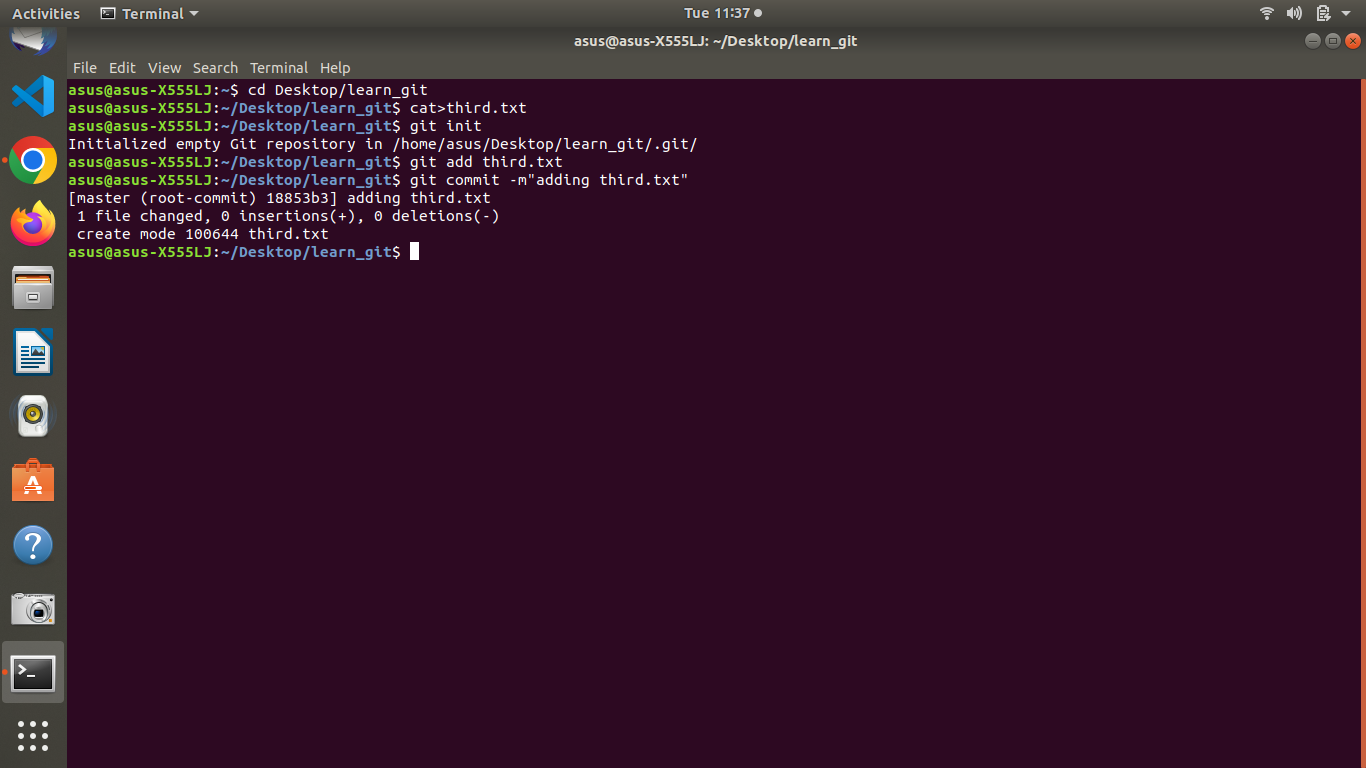 Activities Terminal Tue 11:37
asus@asus-X555LJ: ~/Desktop/learn_git
File Edit View Search Terminal Help
asus@asus-X555LJ:~$ cd Desktop/learn_git
asus@asus-X555LJ:~/Desktop/learn_git$ cat>third.txt
asus@asus-X555LJ:~/Desktop/learn_git$ git init
Initialized empty Git repository in /home/asus/Desktop/learn_git/.git/
asus@asus-X555LJ:~/Desktop/learn_git$ git add third.txt
asus@asus-X555LJ:~/Desktop/learn_git$ git commit -m"adding third.txt"
[master (root-commit) 18853b3] adding third.txt
 1 file changed, 0 insertions(+), 0 deletions(-)
 create mode 100644 third.txt
asus@asus-X555LJ:~/Desktop/learn_git$